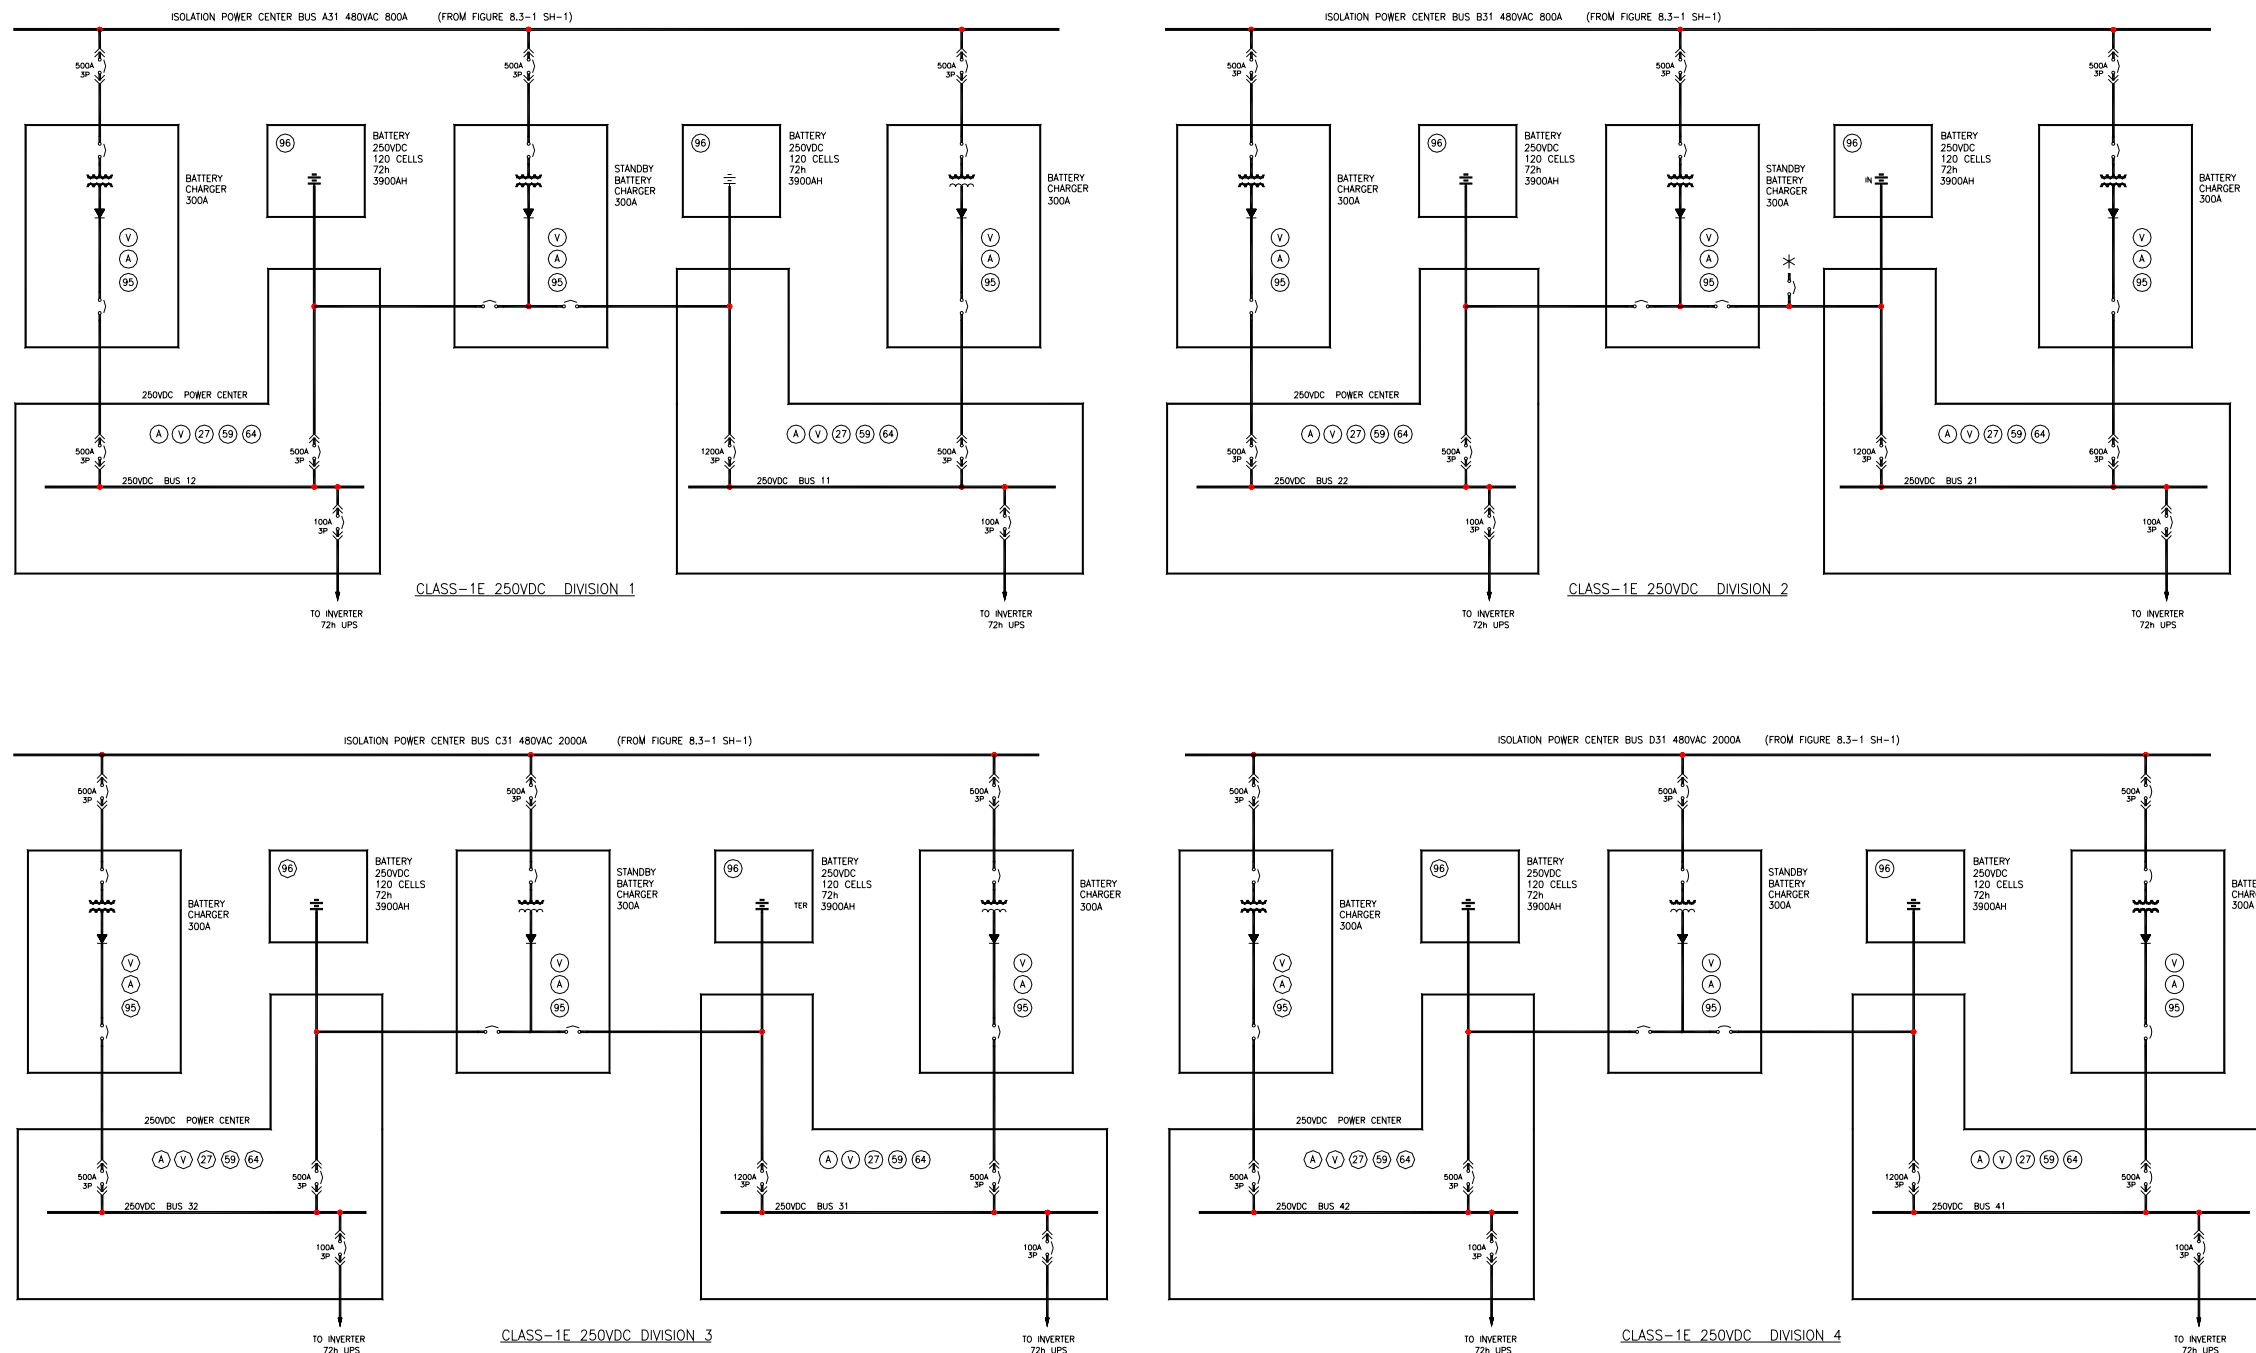 ISOLATION POWER CENTER BUS A31 480VAC 800A (FROM FIGURE 8.3-1 SH-1)
500A
3P
500A
3P
500A
3P
BATTERY
CHARGER
300A
96
BATTERY
250VDC
120 CELLS
72h
3900AH
STANDBY
BATTERY
CHARGER
300A
96
BATTERY
250VDC
120 CELLS
72h
3900AH
BATTERY
CHARGER
300A
V
A
95
V
A
95
V
A
95
250VDC POWER CENTER
A V 27 59 64
A V 27 59 64
500A
3P
500A
3P
1200A
3P
500A
3P
250VDC BUS 12
250VDC BUS 11
100A
3P
100A
3P
CLASS-1E 250VDC DIVISION 1
TO INVERTER
72h UPS
TO INVERTER
72h UPS
ISOLATION POWER CENTER BUS B31 480VAC 800A (FROM FIGURE 8.3-1 SH-1)
500A
3P
500A
3P
500A
3P
BATTERY
CHARGER
300A
96
BATTERY
250VDC
120 CELLS
72h
3900AH
STANDBY
BATTERY
CHARGER
300A
96
IN
BATTERY
250VDC
120 CELLS
72h
3900AH
BATTERY
CHARGER
300A
V
A
95
V
A
95
V
A
95
250VDC POWER CENTER
A V 27 59 64
A V 27 59 64
500A
3P
500A
3P
1200A
3P
600A
3P
250VDC BUS 22
250VDC BUS 21
100A
3P
100A
3P
CLASS-1E 250VDC DIVISION 2
TO INVERTER
72h UPS
TO INVERTER
72h UPS
ISOLATION POWER CENTER BUS C31 480VAC 2000A (FROM FIGURE 8.3-1 SH-1)
500A
3P
500A
3P
500A
3P
BATTERY
CHARGER
300A
96
BATTERY
250VDC
120 CELLS
72h
3900AH
STANDBY
BATTERY
CHARGER
300A
96
TER
BATTERY
250VDC
120 CELLS
72h
3900AH
BATTERY
CHARGER
300A
V
A
95
V
A
95
V
A
95
250VDC POWER CENTER
A V 27 59 64
A V 27 59 64
500A
3P
500A
3P
1200A
3P
500A
3P
250VDC BUS 32
250VDC BUS 31
100A
3P
100A
3P
CLASS-1E 250VDC DIVISION 3
TO INVERTER
72h UPS
TO INVERTER
72h UPS
ISOLATION POWER CENTER BUS D31 480VAC 2000A (FROM FIGURE 8.3-1 SH-1)
500A
3P
500A
3P
500A
3P
BATTERY
CHARGER
300A
96
BATTERY
250VDC
120 CELLS
72h
3900AH
STANDBY
BATTERY
CHARGER
300A
96
BATTERY
250VDC
120 CELLS
72h
3900AH
BATTE
CHAR
300A
V
A
95
V
A
95
V
A
95
250VDC POWER CENTER
A V 27 59 64
A V 27 59 64
500A
3P
500A
3P
1200A
3P
500A
3P
250VDC BUS 42
250VDC BUS 41
100A
3P
100A
3P
CLASS-1E 250VDC DIVISION 4
TO INVERTER
72h UPS
TO INVERTER
72h UPS